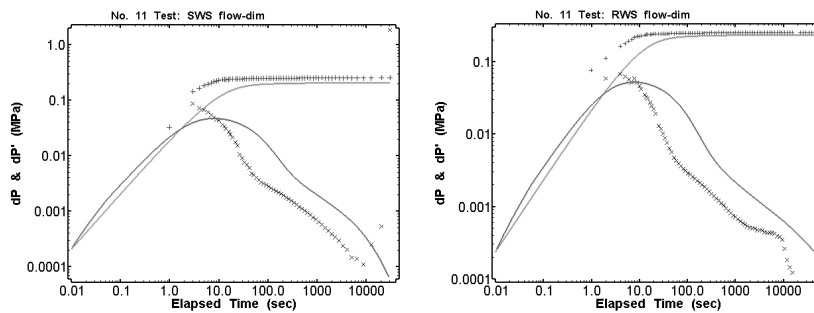 No. 11 Test: SWS flow-dim
1.0
0.1
0.01
0.001
0.0001
dP & dP' (MPa)
0.01 0.1 1.0 10.0 100.0 1000 10000
Elapsed Time (sec)
No. 11 Test: RWS flow-dim
0.1
0.01
0.001
0.0001
dP & dP' (MPa)
0.01 0.1 1.0 10.0 100.0 1000 10000
Elapsed Time (sec)